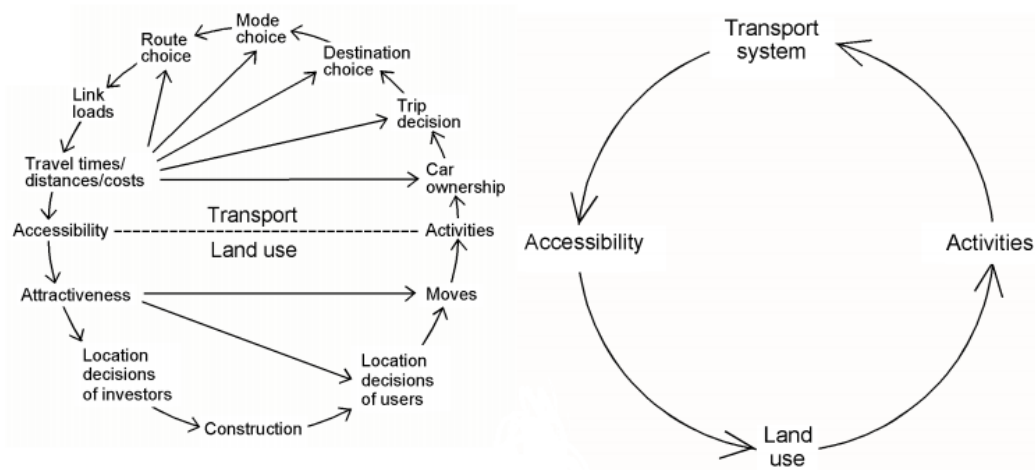 Mode
choice
Route
choice
Destination
choice
Link
loads
Trip
decision
Travel times/
distances/costs
Car
ownership
Transport
Accessibility
Activities
Land use
Attractiveness
Moves
Location
decisions
of investors
Location
decisions
of users
Construction
Transport
system
Accessibility
Activities
Land
use